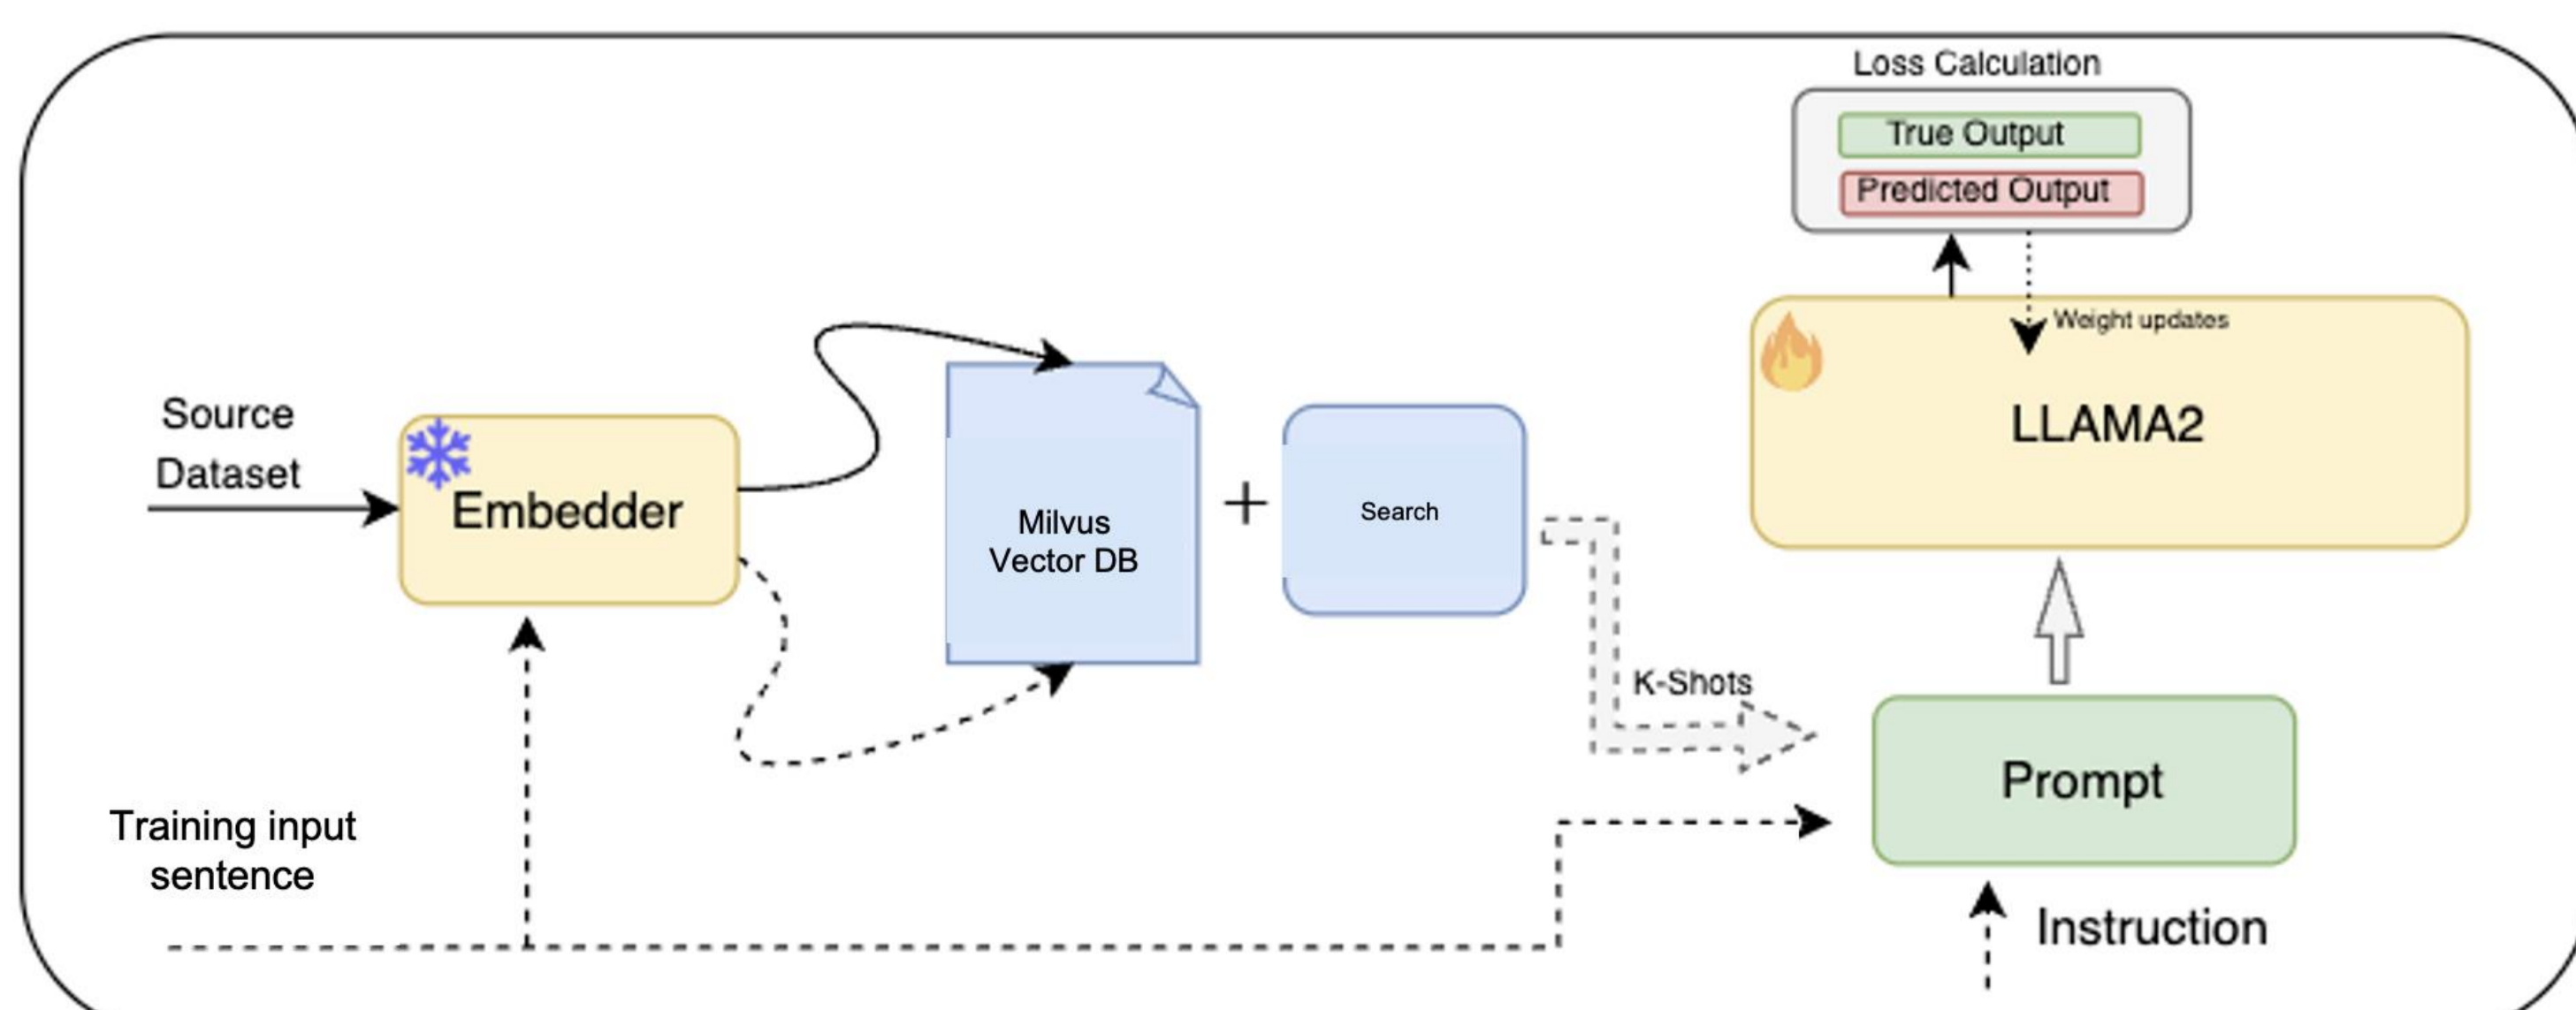 Loss Calculation
True Output
Predicted Output
Weight updates
LLAMA2
Source
Dataset
Embedder
Milvus
Vector DB
+
Search
K-Shots
Prompt
Training input
sentence
Instruction